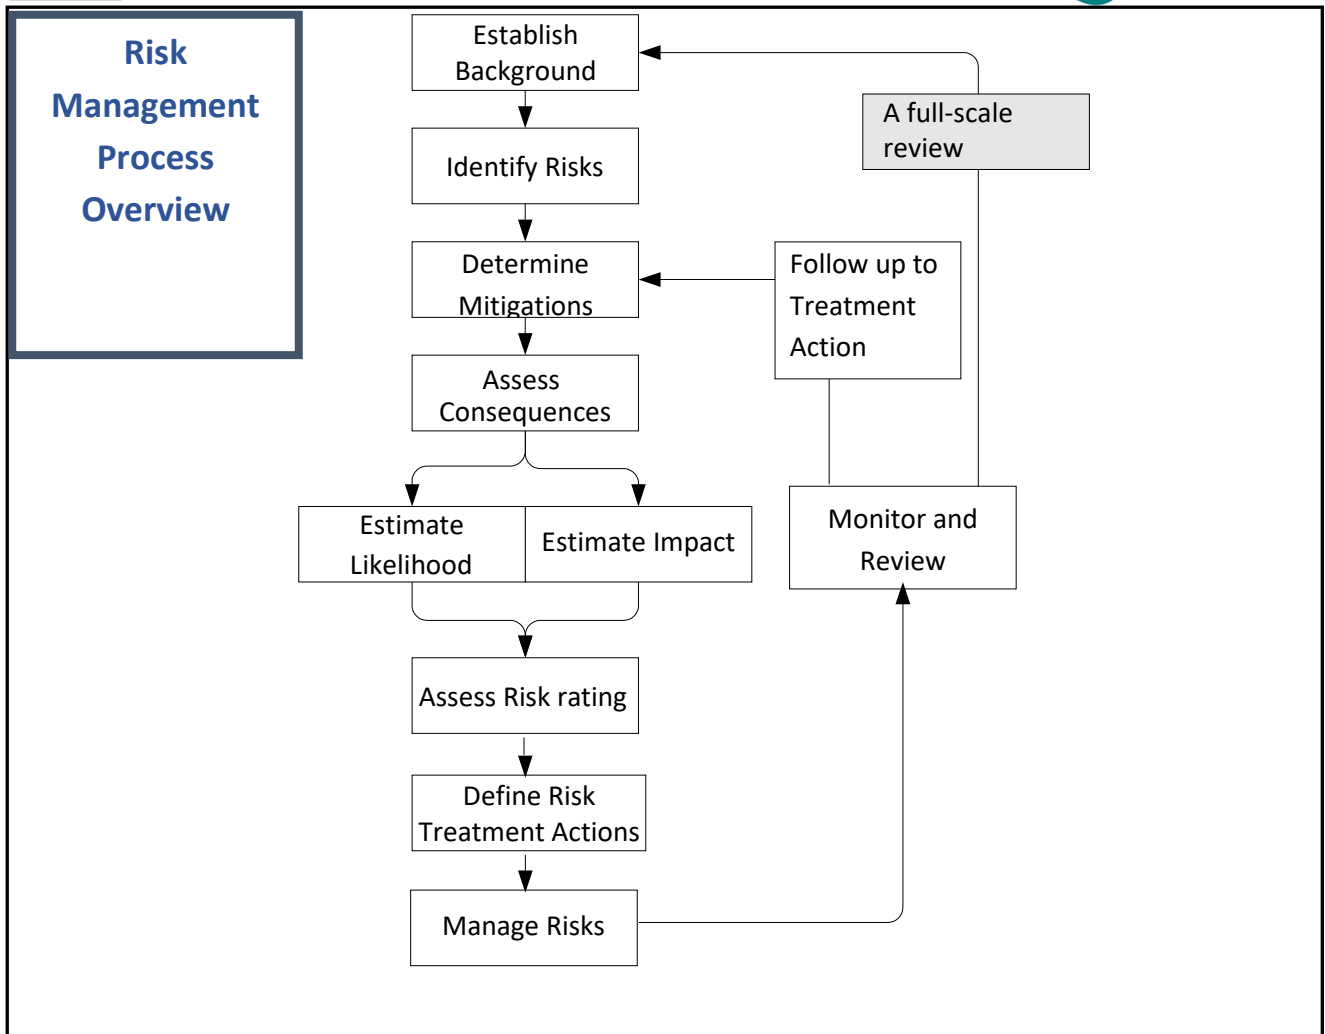 Risk
Management
Process
Overview
Establish
Background
A full-scale
review
Identify Risks
Determine
Mitigations
Follow up to
Treatment
Action
Assess
Consequences
Estimate
Likelihood
Estimate Impact
Monitor and
Review
Assess Risk rating
Define Risk
Treatment Actions
Manage Risks